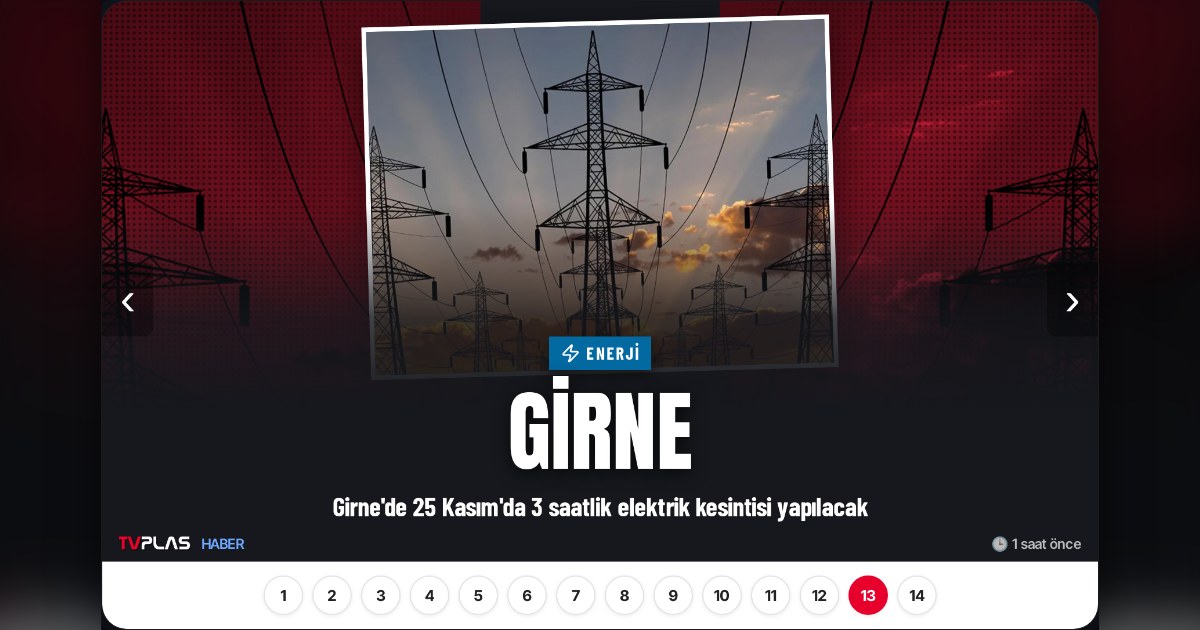 ENERJİ
GİRNE
Girne'de 25 Kasım'da 3 saatlik elektrik kesintisi yapılacak
TVPLAS HABER
1 saat önce
1 2 3 4 5 6 7 8 9 10 11 12 13 14